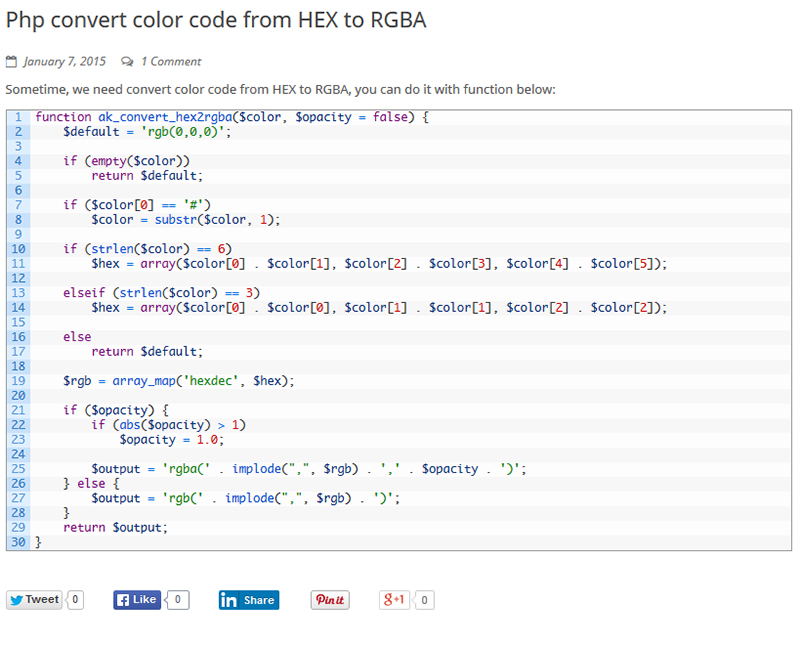 Php convert color code from HEX to RGBA
January 7, 2015 1 Comment
Sometime, we need convert color code from HEX to RGBA, you can do it with function below:
1 function ak_convert_hex2rgba($color, $opacity = false) {
2 $default = 'rgb(0,0,0)';
3
4 if (empty($color))
5 return $default;
6
7 if ($color[0] == '#')
8 $color = substr($color, 1);
9
10 if (strlen($color) == 6)
11 $hex = array($color[0] . $color[1], $color[2] . $color[3], $color[4] . $color[5]);
12
13 elseif (strlen($color) == 3)
14 $hex = array($color[0] . $color[0], $color[1] . $color[1], $color[2] . $color[2]);
15
16 else
17 return $default;
18
19 $rgb = array_map('hexdec', $hex);
20
21 if ($opacity) {
22 if (abs($opacity) > 1)
23 $opacity = 1.0;
24
25 $output = 'rgba(' . implode(",", $rgb) . ',' . $opacity . ')';
26 } else {
27 $output = 'rgb(' . implode(",", $rgb) . ')';
28 }
29 return $output;
30 }
Tweet 0 Like 0 in Share Pin it g+1 0